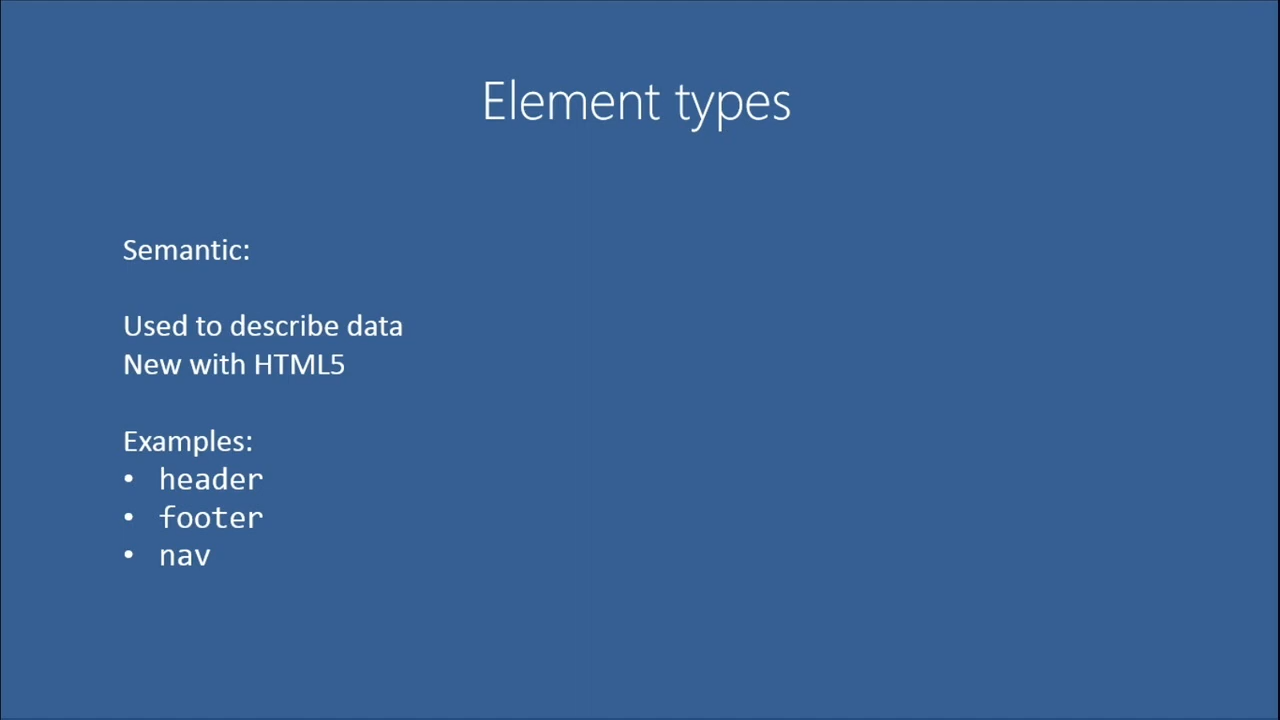 Element types
Semantic:
Used to describe data
New with HTML5
Examples:
• header
• footer
• nav